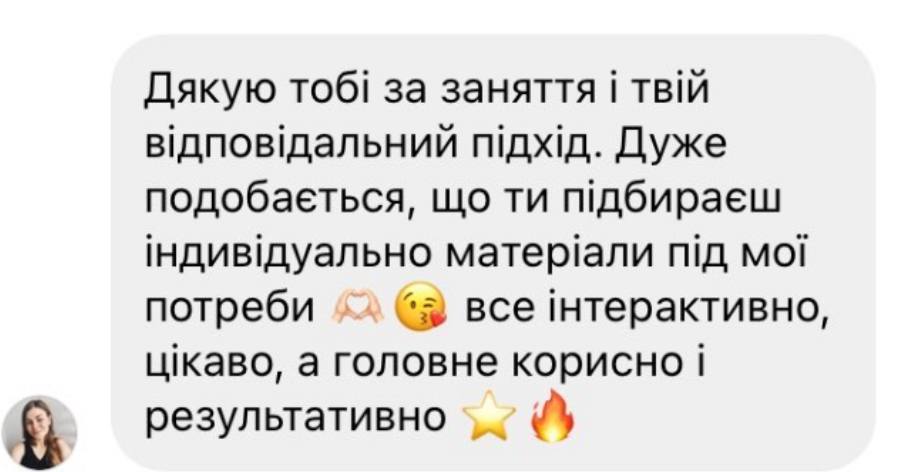 Дякую тобі за заняття і твій
відповідальний підхід. Дуже
подобається, що ти підбираєш
індивідуально матеріали під мої
потреби 🫶🏻😘 все інтерактивно,
цікаво, а головне корисно і
результативно ⭐🔥